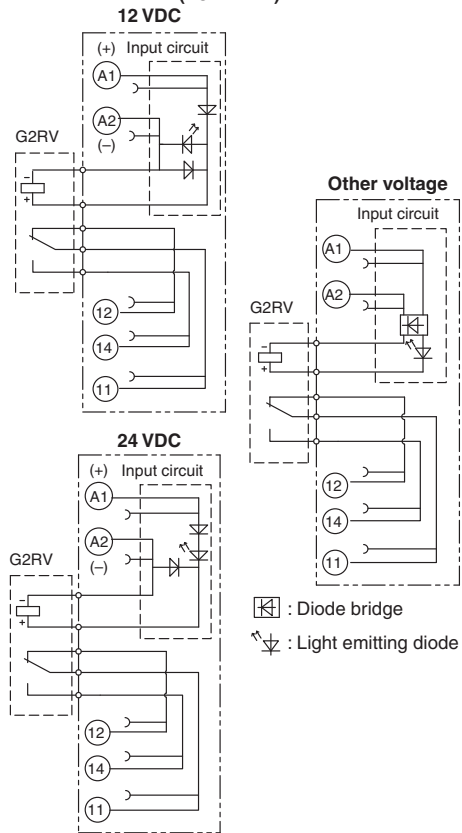 12 VDC
(+) Input circuit
A1
A2
(–)
G2RV
–
+
12
14
11
Other voltage
Input circuit
A1
A2
G2RV
–
+
12
14
11
24 VDC
(+) Input circuit
A1
A2
(–)
G2RV
–
+
12
14
11
: Diode bridge
: Light emitting diode